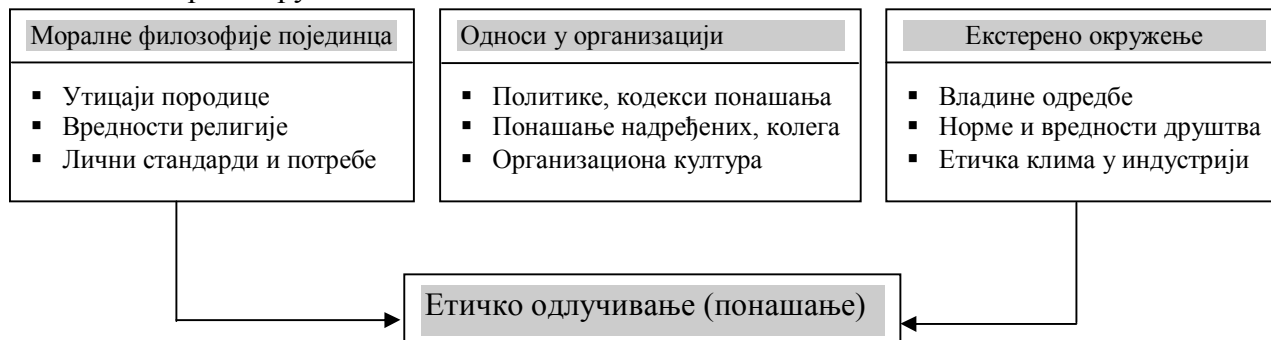 Моралне филозофије појединца
▪ Утицаји породице
▪ Вредности религије
▪ Лични стандарди и потребе
Односи у организацији
▪ Политике, кодекси понашања
▪ Понашање надређених, колега
▪ Организациона култура
Екстерено окружење
▪ Владине одредбе
▪ Норме и вредности друштва
▪ Етичка клима у индустрији
Етичко одлучивање (понашање)